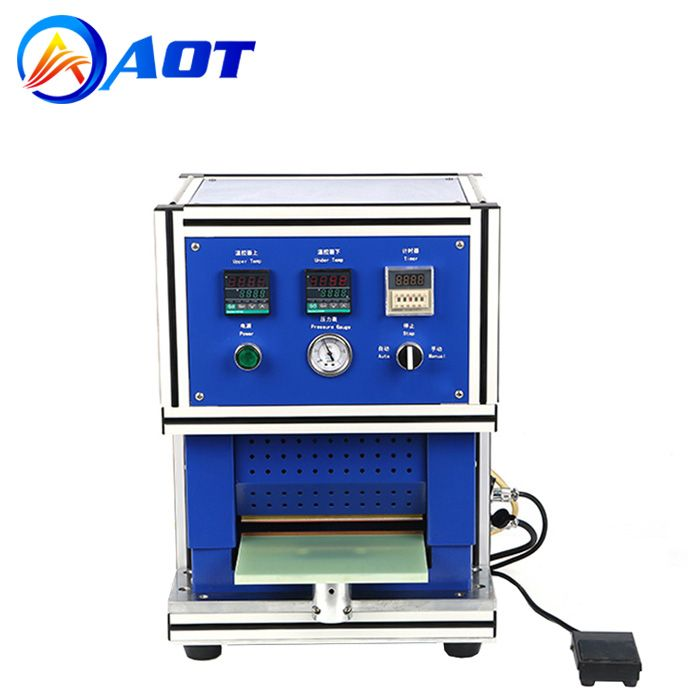 AOT
温控器上
Upper Temp
温控器下
Under Temp
计时器
Timer
电源
Power
压力表
Pressure Gauge
停止
Stop
自动
Auto
手动
Manual